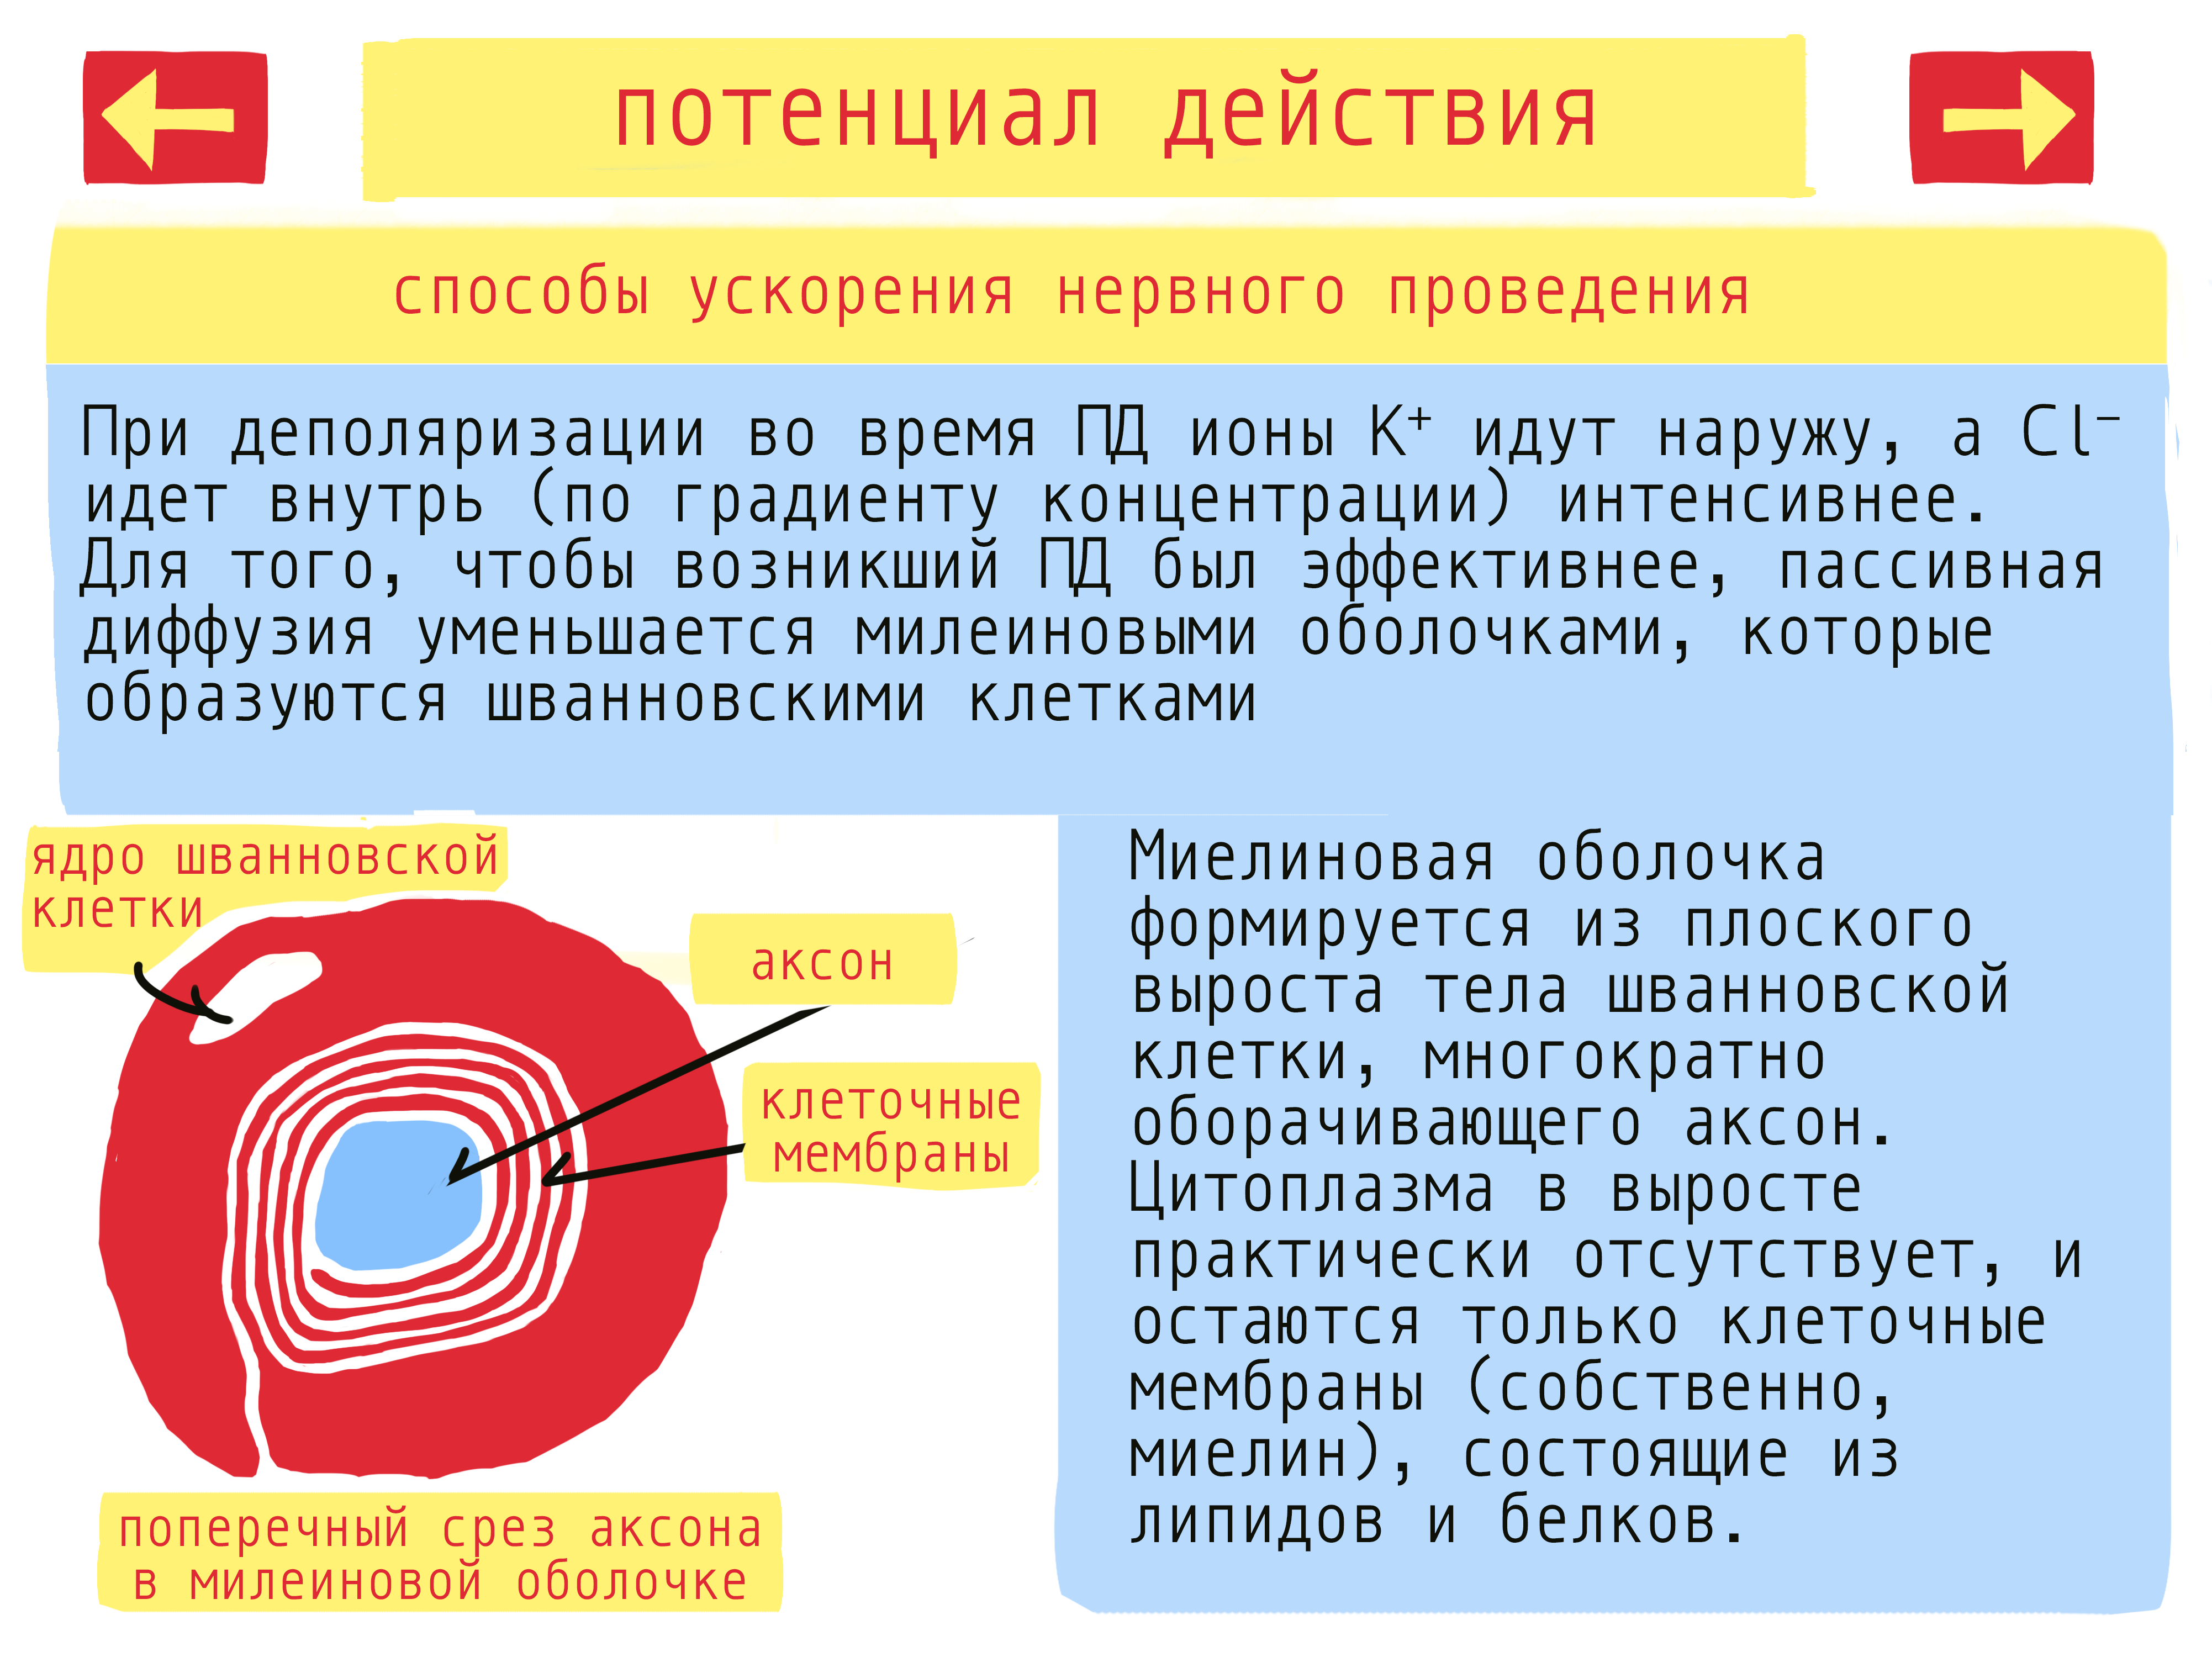 потенциал действия
способы ускорения нервного проведения
При деполяризации во время ПД ионы K⁺ идут наружу, а Cl⁻
идет внутрь (по градиенту концентрации) интенсивнее.
Для того, чтобы возникший ПД был эффективнее, пассивная
диффузия уменьшается милеиновыми оболочками, которые
образуются шванновскими клетками
ядро шванновской
клетки
аксон
клеточные
мембраны
поперечный срез аксона
в милеиновой оболочке
Миелиновая оболочка
формируется из плоского
выроста тела шванновской
клетки, многократно
оборачивающего аксон.
Цитоплазма в выросте
практически отсутствует, и
остаются только клеточные
мембраны (собственно,
миелин), состоящие из
липидов и белков.